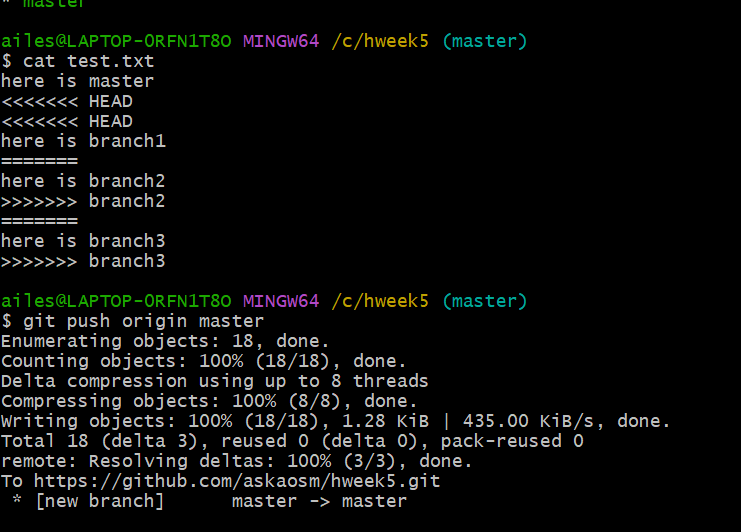 * master
ailes@LAPTOP-0RFN1T8O MINGW64 /c/hweek5 (master)
$ cat test.txt
here is master
<<<<<<< HEAD
<<<<<<< HEAD
here is branch1
=======
here is branch2
>>>>>>> branch2
=======
here is branch3
>>>>>>> branch3
ailes@LAPTOP-0RFN1T8O MINGW64 /c/hweek5 (master)
$ git push origin master
Enumerating objects: 18, done.
Counting objects: 100% (18/18), done.
Delta compression using up to 8 threads
Compressing objects: 100% (8/8), done.
Writing objects: 100% (18/18), 1.28 KiB | 435.00 KiB/s, done.
Total 18 (delta 3), reused 0 (delta 0), pack-reused 0
remote: Resolving deltas: 100% (3/3), done.
To https://github.com/askaosm/hweek5.git
 * [new branch]      master -> master